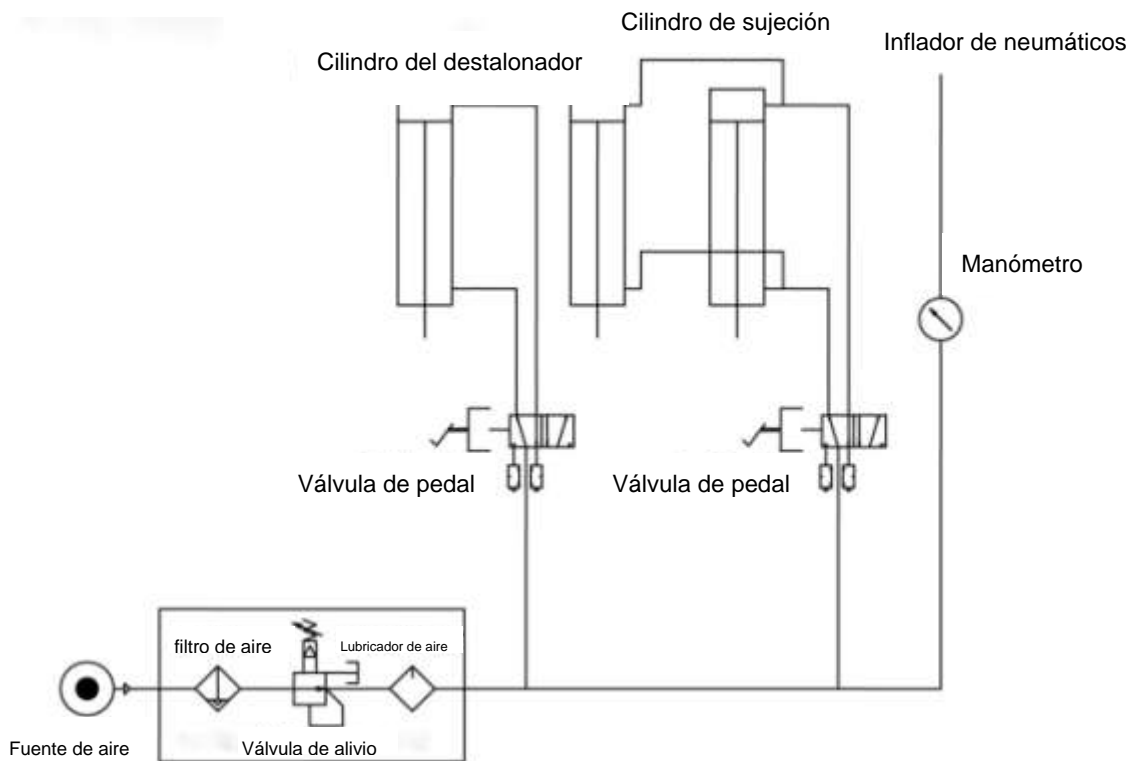 Cilindro de sujeción
Inflador de neumáticos
Cilindro del destalonador
Manómetro
Válvula de pedal
Válvula de pedal
filtro de aire
Lubricador de aire
Fuente de aire
Válvula de alivio